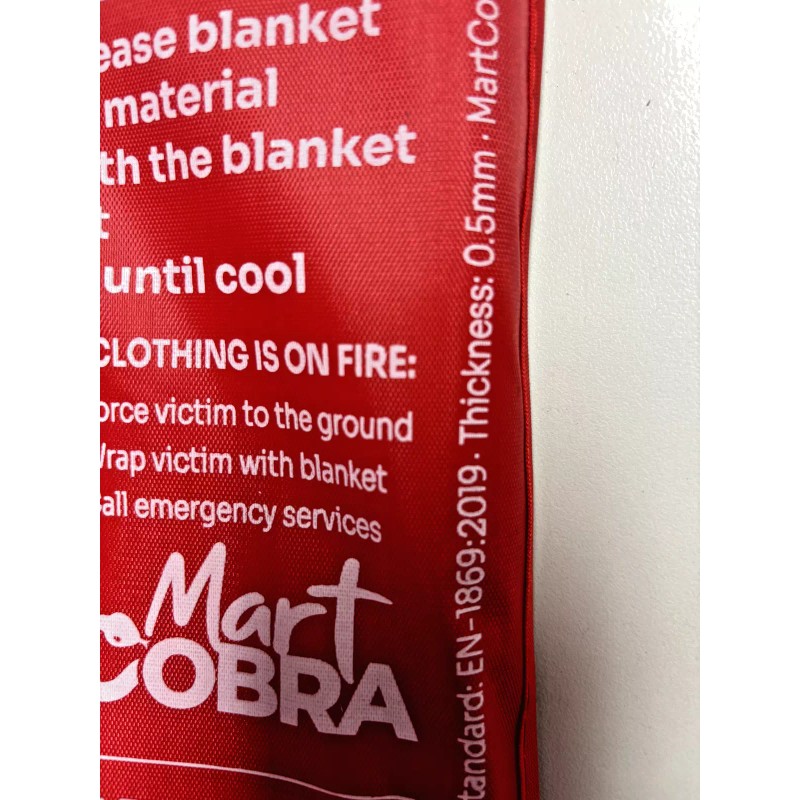 ease blanket
material
th the blanket
t
until cool
CLOTHING IS ON FIRE:
orce victim to the ground
rap victim with blanket
all emergency services
Mart
COBRA
tandard: EN-1869:2019 · Thickness: 0.5mm · MartCo